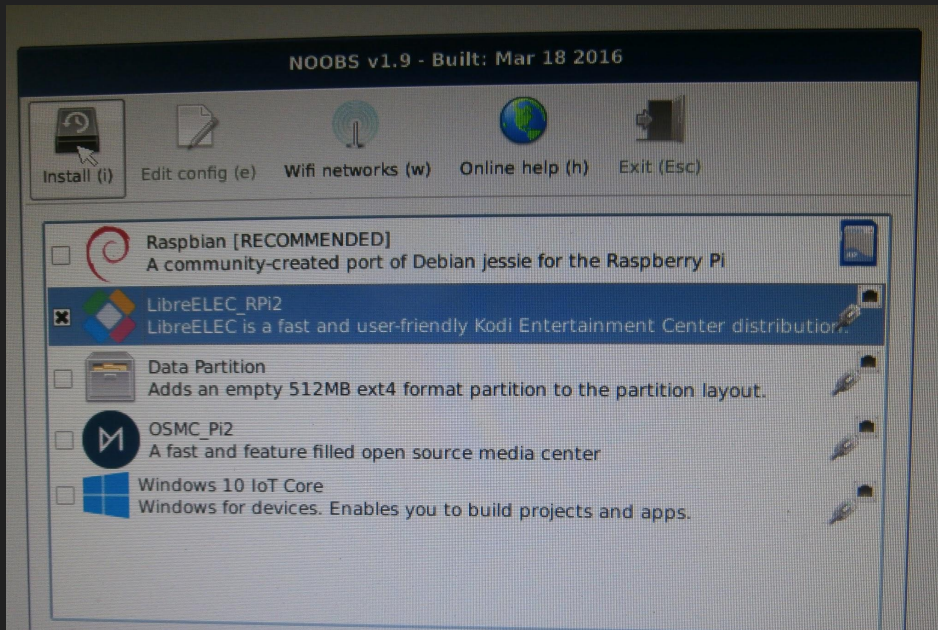 NOOBS v1.9 - Built: Mar 18 2016
Install (i)
Edit config (e)
Wifi networks (w)
Online help (h)
Exit (Esc)
Raspbian [RECOMMENDED]
A community-created port of Debian jessie for the Raspberry Pi
LibreELEC_RPi2
LibreELEC is a fast and user-friendly Kodi Entertainment Center distribution.
Data Partition
Adds an empty 512MB ext4 format partition to the partition layout.
OSMC_Pi2
A fast and feature filled open source media center
Windows 10 IoT Core
Windows for devices. Enables you to build projects and apps.